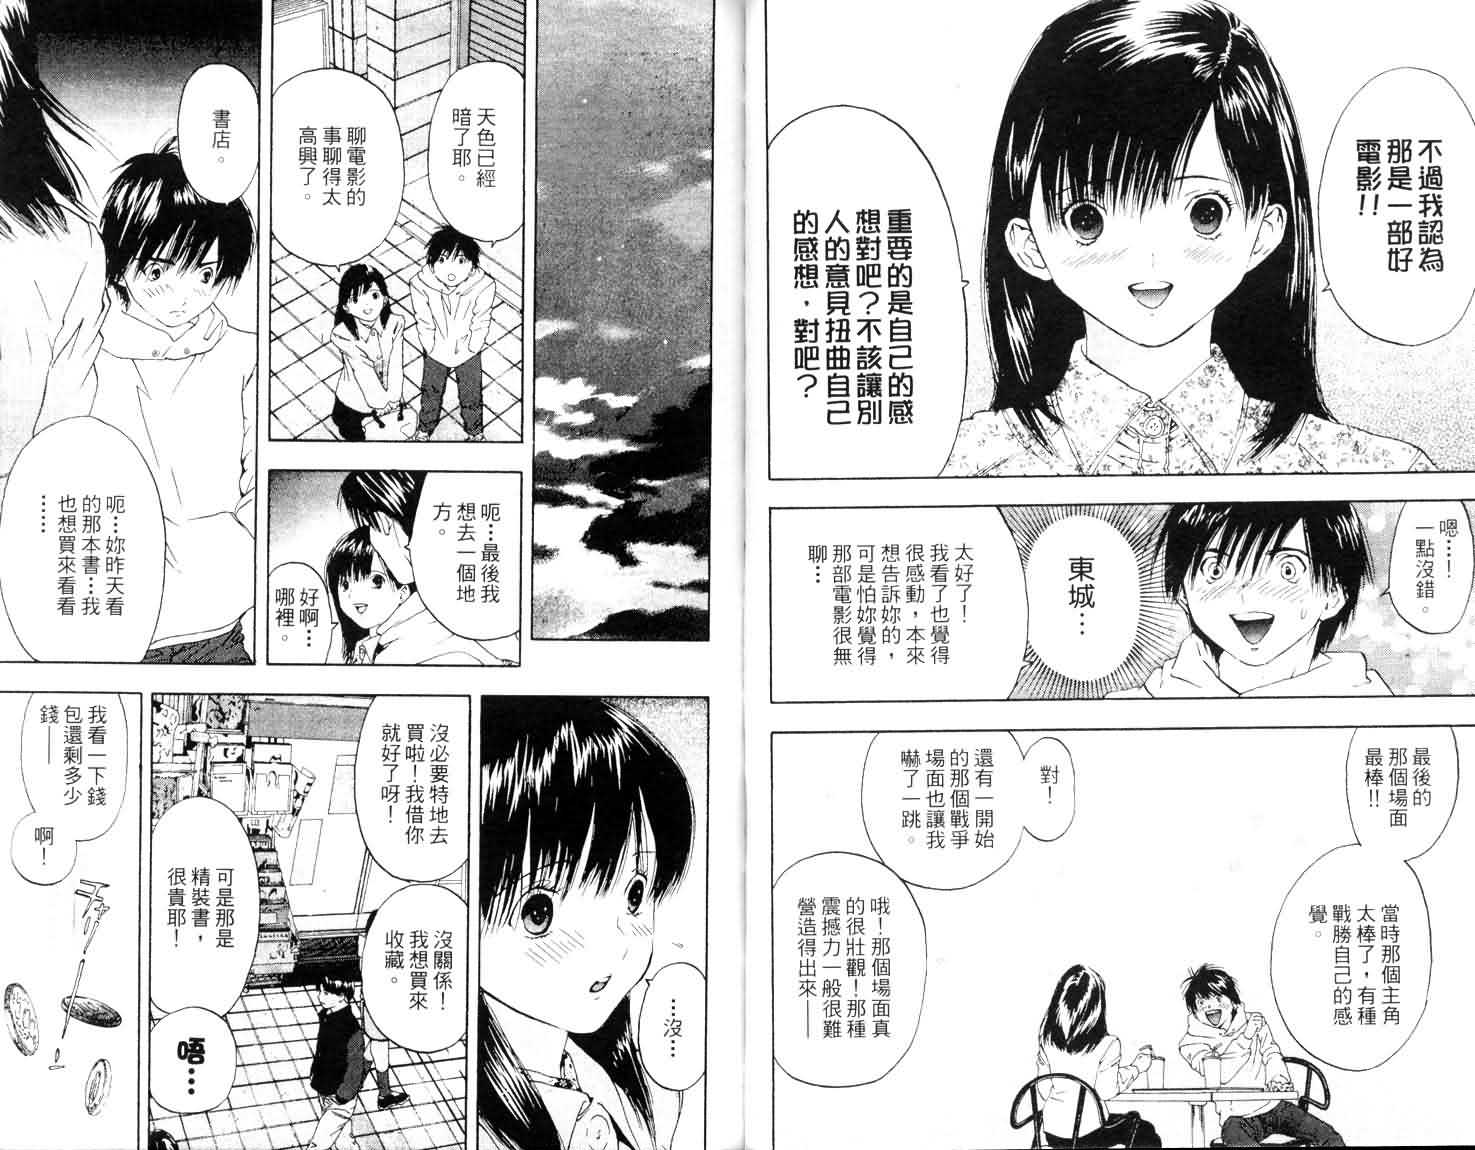 不過我認為
那是一部好
電影!!
重要的是自己的感
想對吧？不該讓別
人的意見扭曲自己
的感想，對吧？
嗯…！
一點沒錯。
東城…
太好了！
我看了也覺得
很感動，本來
想告訴妳的，
可是怕妳覺得
那部電影很無
聊…
最後的
那個場面
最棒!!
當時那個主角
太棒了，有種
戰勝自己的感
覺。
對！
還有一開始
的那個戰爭
場面也讓我
嚇了一跳。
哦！那個場面真
的很壯觀！那種
震撼力一般很難
營造得出來——
天色已經
暗了耶。
聊電影的
事聊得太
高興了。
呃…最後我
想去一個地
方。
好啊…
哪裡。
書店。
呃…妳昨天看
的那本書…我
也想買來看看
……
…沒…
沒必要特地去
買啦！我借你
就好了呀！
沒關係！
我想買來
收藏。
可是那是
精裝書，
很貴耶！
唔…
我看一下錢
包還剩多少
錢——
啊！
チャリーン